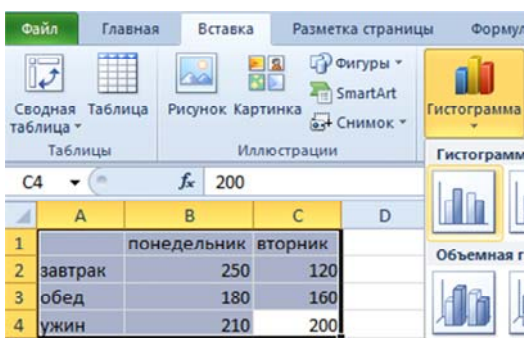 Файл Главная Вставка Разметка страницы Формул
Сводная таблица Таблица Рисунок Картинка Фигуры SmartArt Снимок Гистограмма
Таблицы Иллюстрации Гистограмм
C4 fx 200
A B C D
Объемная г
1 понедельник вторник
2 завтрак 250 120
3 обед 180 160
4 ужин 210 200